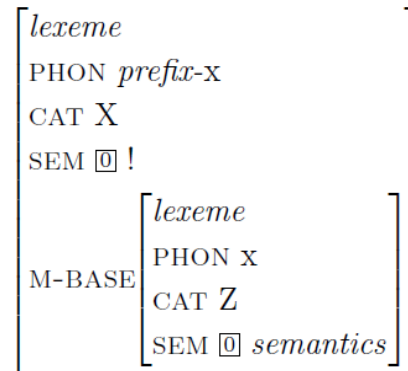 lexeme
PHON prefix-x
CAT X
SEM 0 !
lexeme
PHON x
M-BASE
CAT Z
SEM 0 semantics